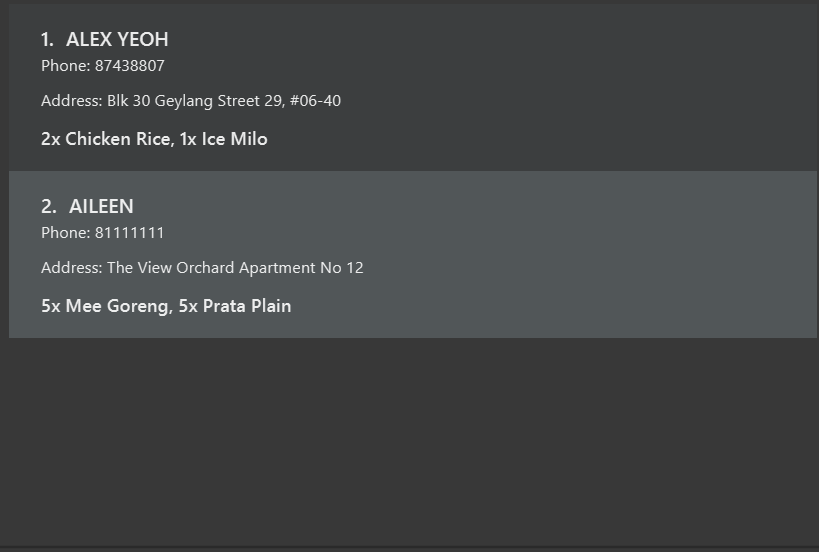 1. ALEX YEOH
Phone: 87438807
Address: Blk 30 Geylang Street 29, #06-40
2x Chicken Rice, 1x Ice Milo
2. AILEEN
Phone: 81111111
Address: The View Orchard Apartment No 12
5x Mee Goreng, 5x Prata Plain